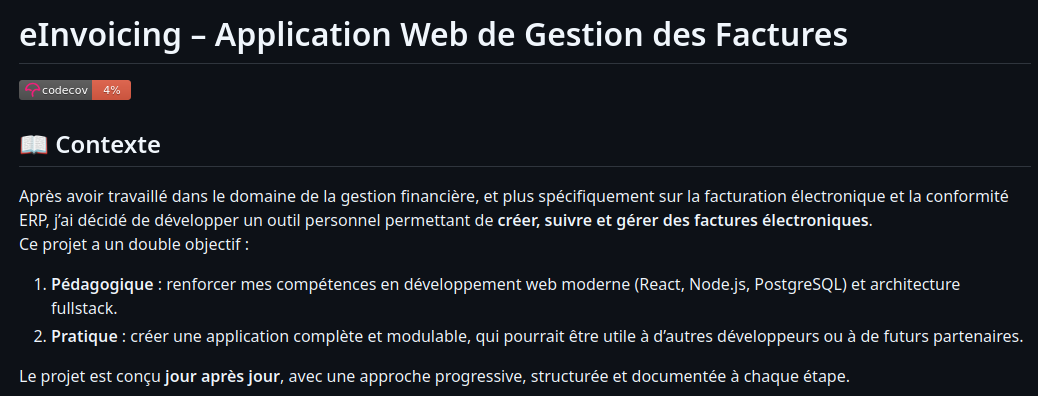 eInvoicing – Application Web de Gestion des Factures
codecov 4%
📖 Contexte
Après avoir travaillé dans le domaine de la gestion financière, et plus spécifiquement sur la facturation électronique et la conformité
ERP, j’ai décidé de développer un outil personnel permettant de créer, suivre et gérer des factures électroniques.
Ce projet a un double objectif :
1. Pédagogique : renforcer mes compétences en développement web moderne (React, Node.js, PostgreSQL) et architecture
fullstack.
2. Pratique : créer une application complète et modulable, qui pourrait être utile à d’autres développeurs ou à de futurs partenaires.
Le projet est conçu jour après jour, avec une approche progressive, structurée et documentée à chaque étape.